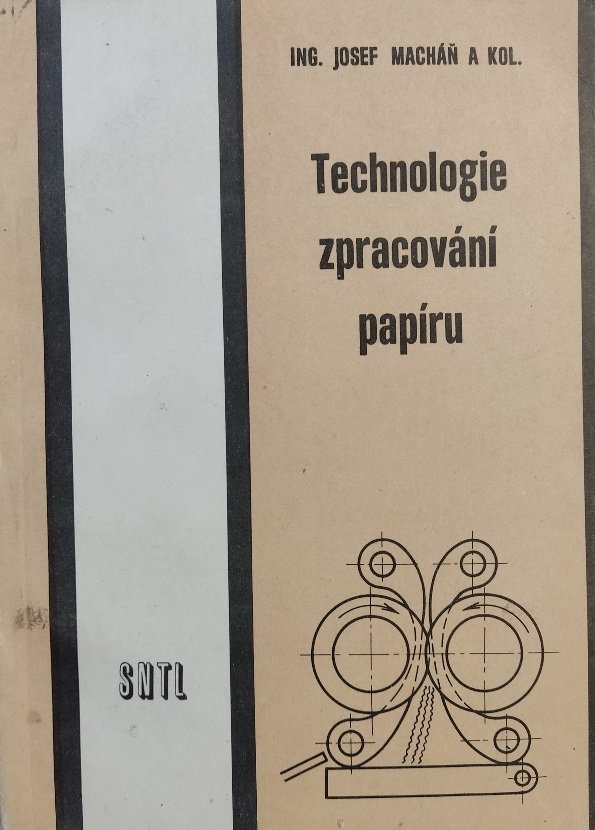 ING. JOSEF MACHÁŇ A KOL.
Technologie
zpracování
papíru
SNTL